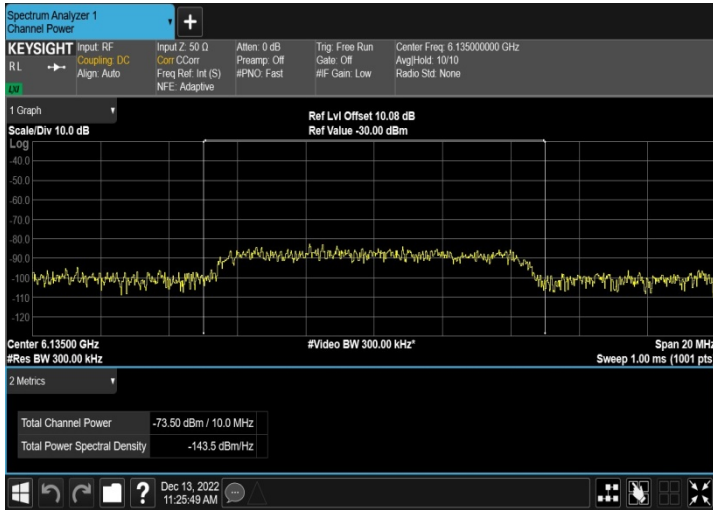 Spectrum Analyzer 1
Channel Power
+
KEYSIGHT Input: RF Input Z: 50 Ω Atten: 0 dB Trig: Free Run Center Freq: 6.135000000 GHz
RL Coupling: DC Corr CCorr Preamp: Off Gate: Off Avg|Hold: 10/10
Align: Auto Freq Ref: Int (S) #PNO: Fast #IF Gain: Low Radio Std: None
LXI NFE: Adaptive
1 Graph
Ref Lvl Offset 10.08 dB
Scale/Div 10.0 dB Ref Value -30.00 dBm
Log
-40.0
-50.0
-60.0
-70.0
-80.0
-90.0
-100
-110
-120
Center 6.13500 GHz #Video BW 300.00 kHz* Span 20 MHz
#Res BW 300.00 kHz Sweep 1.00 ms (1001 pts
2 Metrics
Total Channel Power -73.50 dBm / 10.0 MHz
Total Power Spectral Density -143.5 dBm/Hz
? Dec 13, 2022
11:25:49 AM